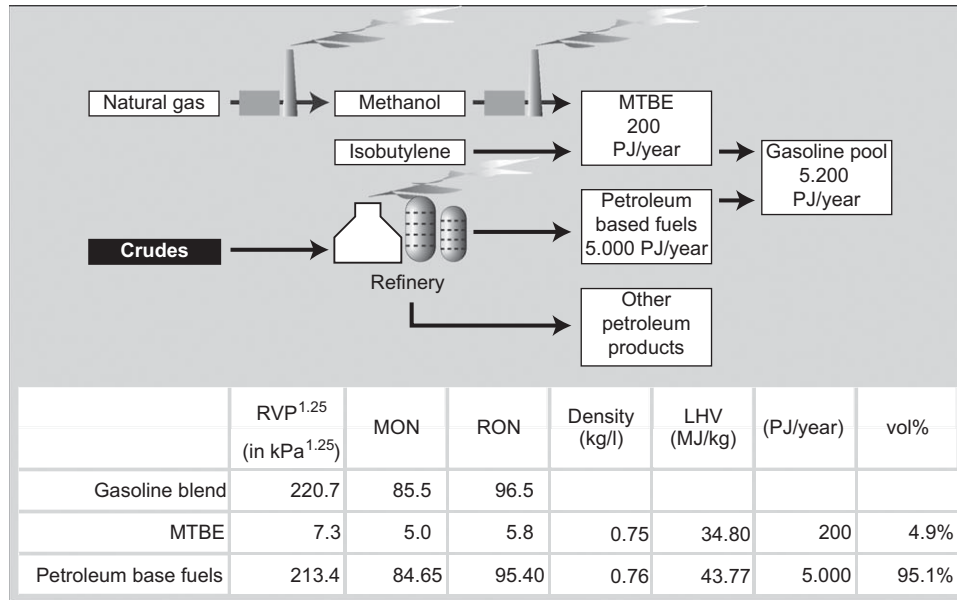 Natural gas
Methanol
MTBE
200
PJ/year
Isobutylene
Gasoline pool
5.200
PJ/year
Petroleum
based fuels
5.000 PJ/year
Crudes
Refinery
Other
petroleum
products
RVP^1.25
(in kPa^1.25) MON RON Density
(kg/l) LHV
(MJ/kg) (PJ/year) vol%
Gasoline blend 220.7 85.5 96.5
MTBE 7.3 5.0 5.8 0.75 34.80 200 4.9%
Petroleum base fuels 213.4 84.65 95.40 0.76 43.77 5.000 95.1%